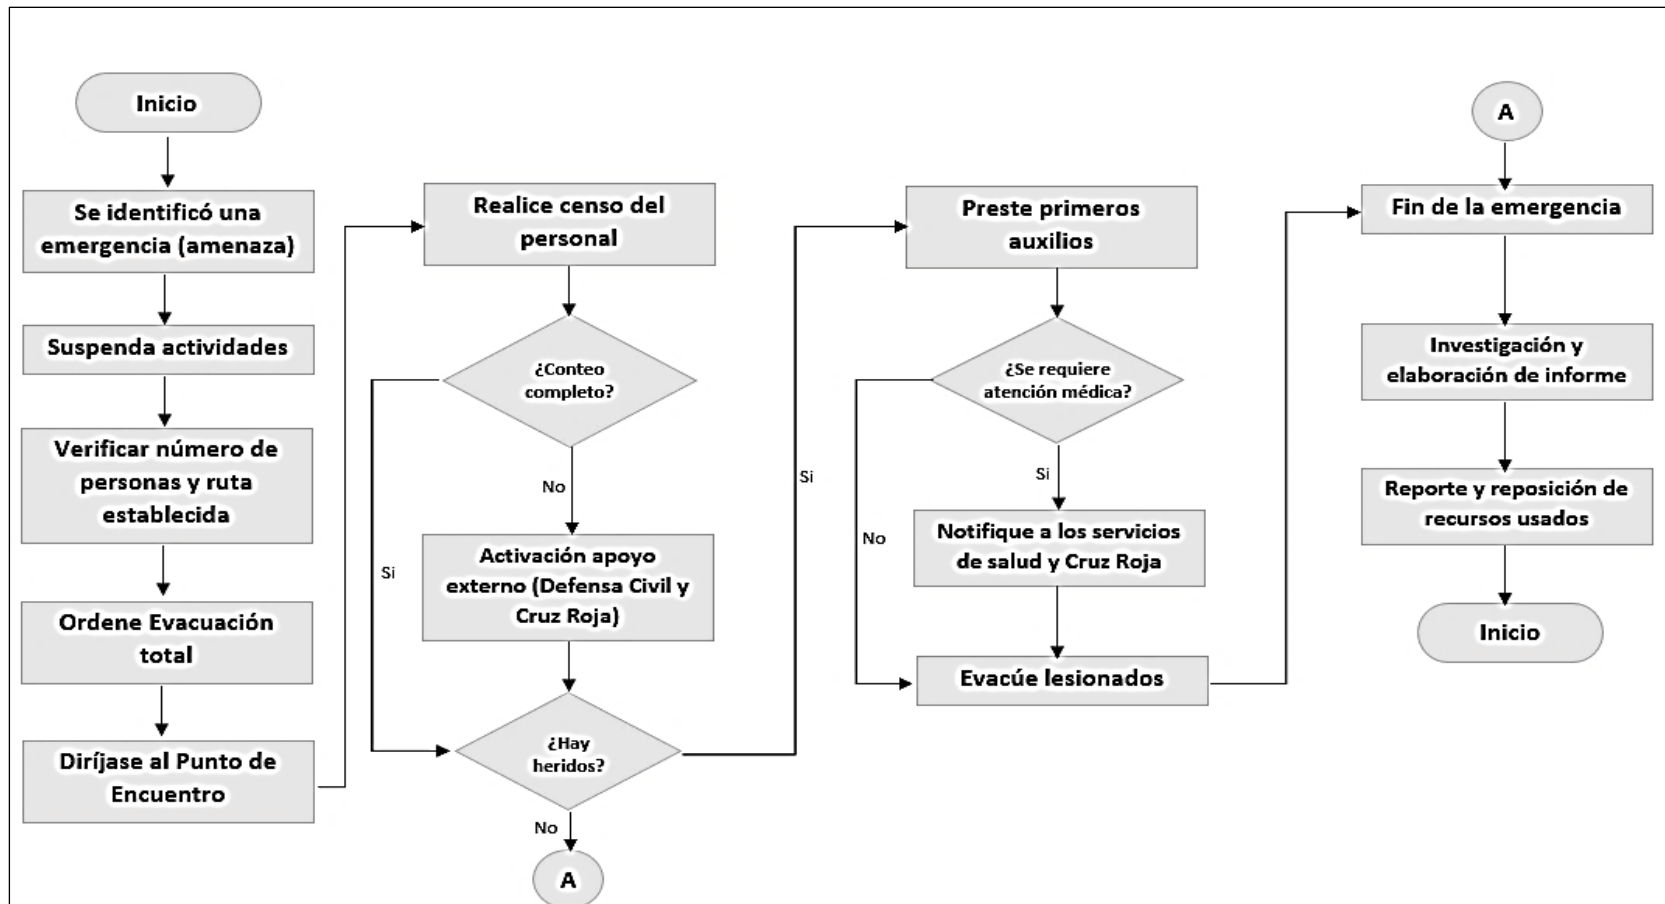 Inicio
Se identificó una
emergencia (amenaza)
Suspenda actividades
Verificar número de
personas y ruta
establecida
Ordene Evacuación
total
Diríjase al Punto de
Encuentro
Realice censo del
personal
¿Conteo
completo?
No
Si
Activación apoyo
externo (Defensa Civil y
Cruz Roja)
¿Hay
heridos?
No
A
Si
Preste primeros
auxilios
¿Se requiere
atención médica?
Si
No
Notifique a los servicios
de salud y Cruz Roja
Evacúe lesionados
A
Fin de la emergencia
Investigación y
elaboración de informe
Reporte y reposición de
recursos usados
Inicio